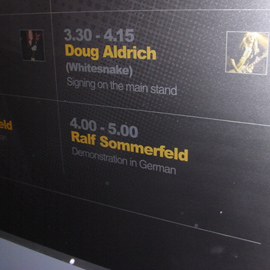 3.30 - 4.15
Doug Aldrich
(Whitesnake)
Signing on the main stand
eld
4.00 - 5.00
Ralf Sommerfeld
Demonstration in German